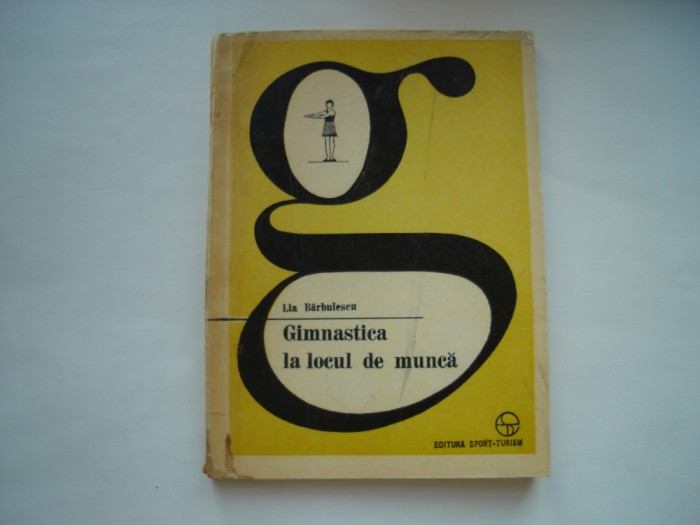 g
Lia Bărbulescu
Gimnastica
la locul de muncă
EDITURA SPORT-TURISM